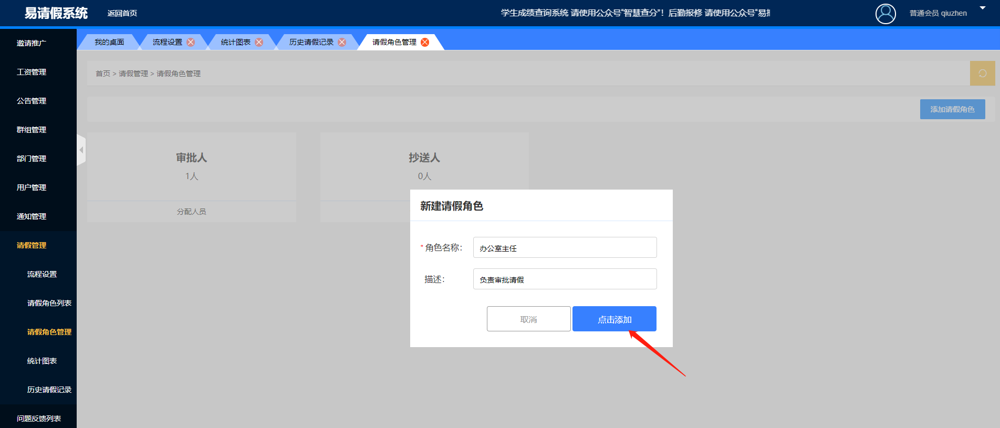 易请假系统
返回首页
学生成绩查询系统 请使用公众号“智慧查分”！后勤报修 请使用公众号“易
普通会员 qiuzhen
我的桌面
流程设置
统计图表
历史请假记录
请假角色管理
邀请推广
工资管理
公告管理
群组管理
部门管理
用户管理
通知管理
请假管理
流程设置
请假角色列表
请假角色管理
统计图表
历史请假记录
问题反馈列表
首页 > 请假管理 > 请假角色管理
添加请假角色
审批人
1人
分配人员
抄送人
0人
新建请假角色
* 角色名称：
办公室主任
描述：
负责审批请假
取消
点击添加